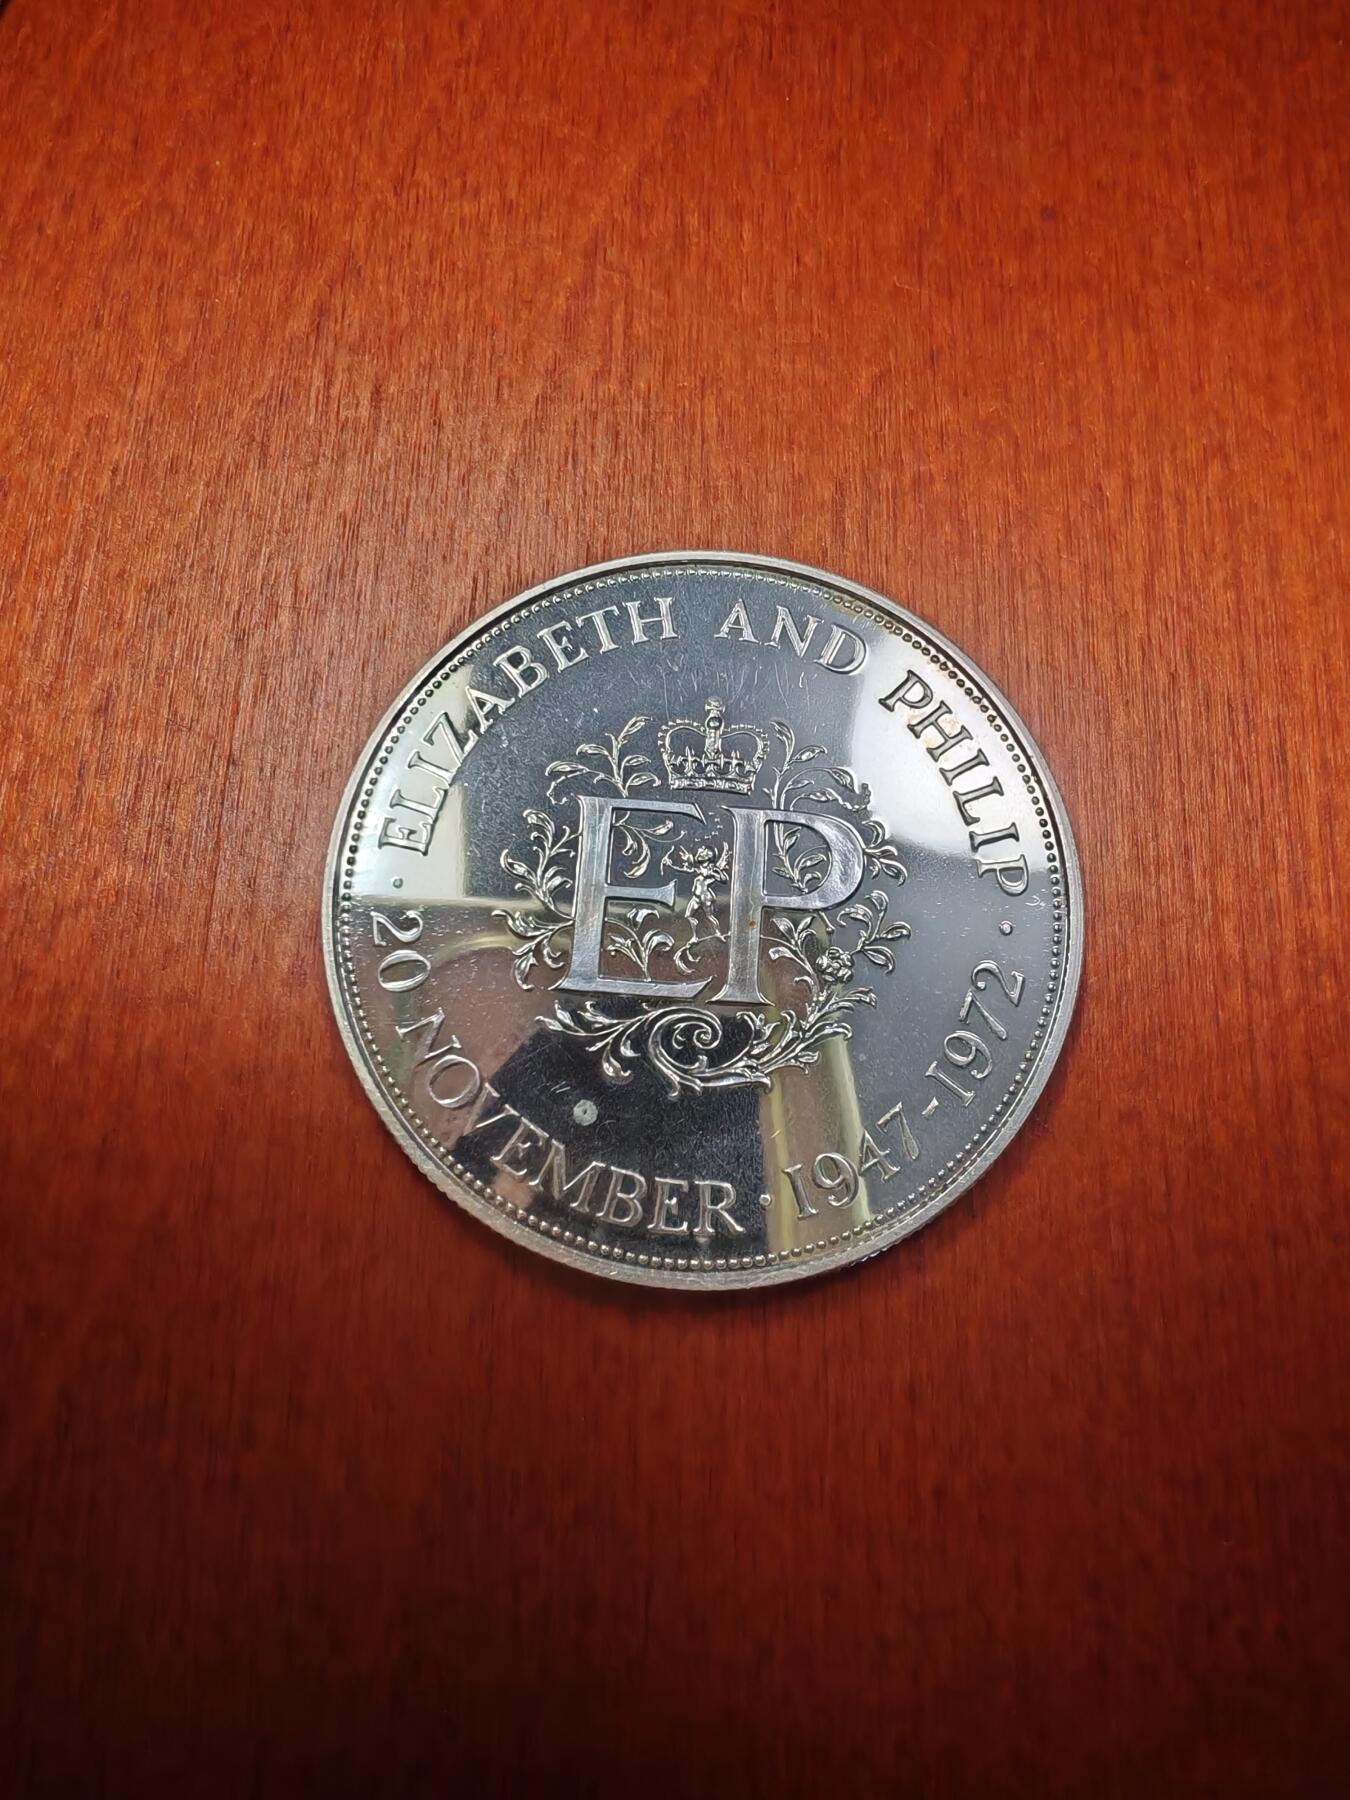 ELIZABETH AND PHILIP
20 NOVEMBER · 1947-1972
EP